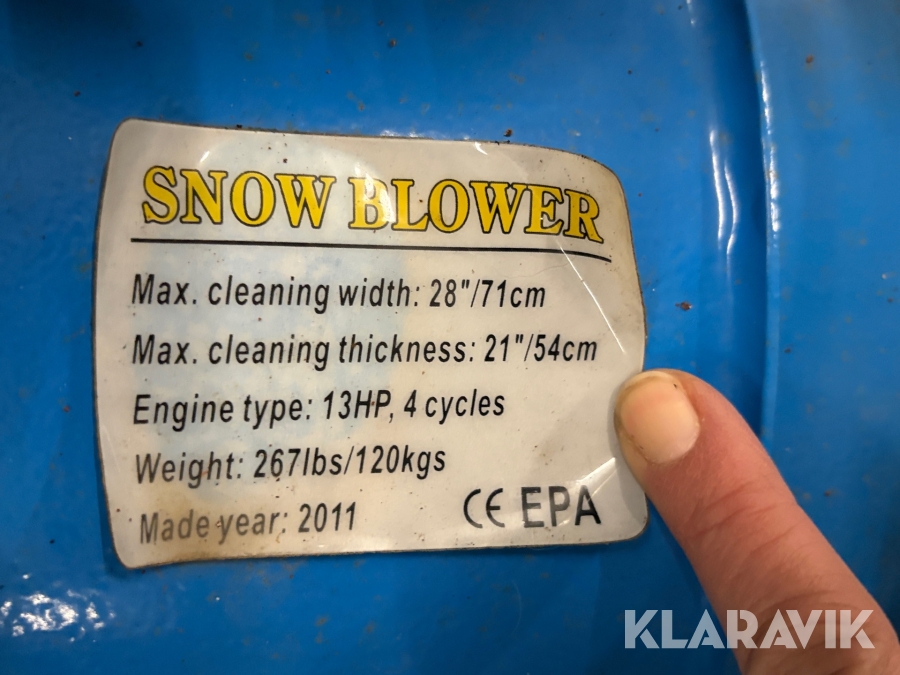 SNOW BLOWER
Max. cleaning width: 28"/71cm
Max. cleaning thickness: 21"/54cm
Engine type: 13HP, 4 cycles
Weight: 267lbs/120kgs
Made year: 2011
CE EPA
KLARAVIK